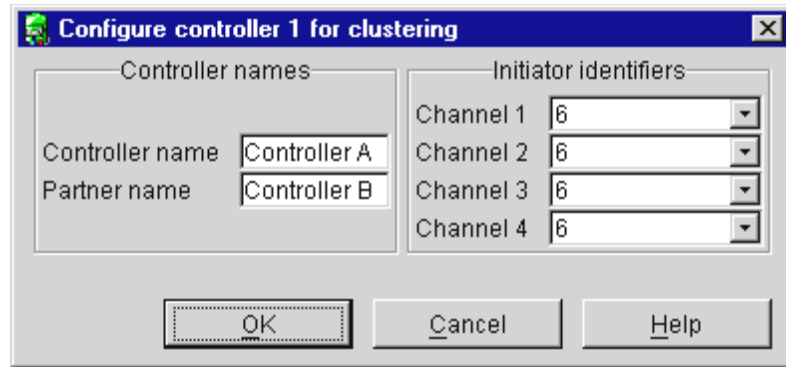 Configure controller 1 for clustering
Controller names
Controller name Controller A
Partner name Controller B
Initiator identifiers
Channel 1 6
Channel 2 6
Channel 3 6
Channel 4 6
OK Cancel Help